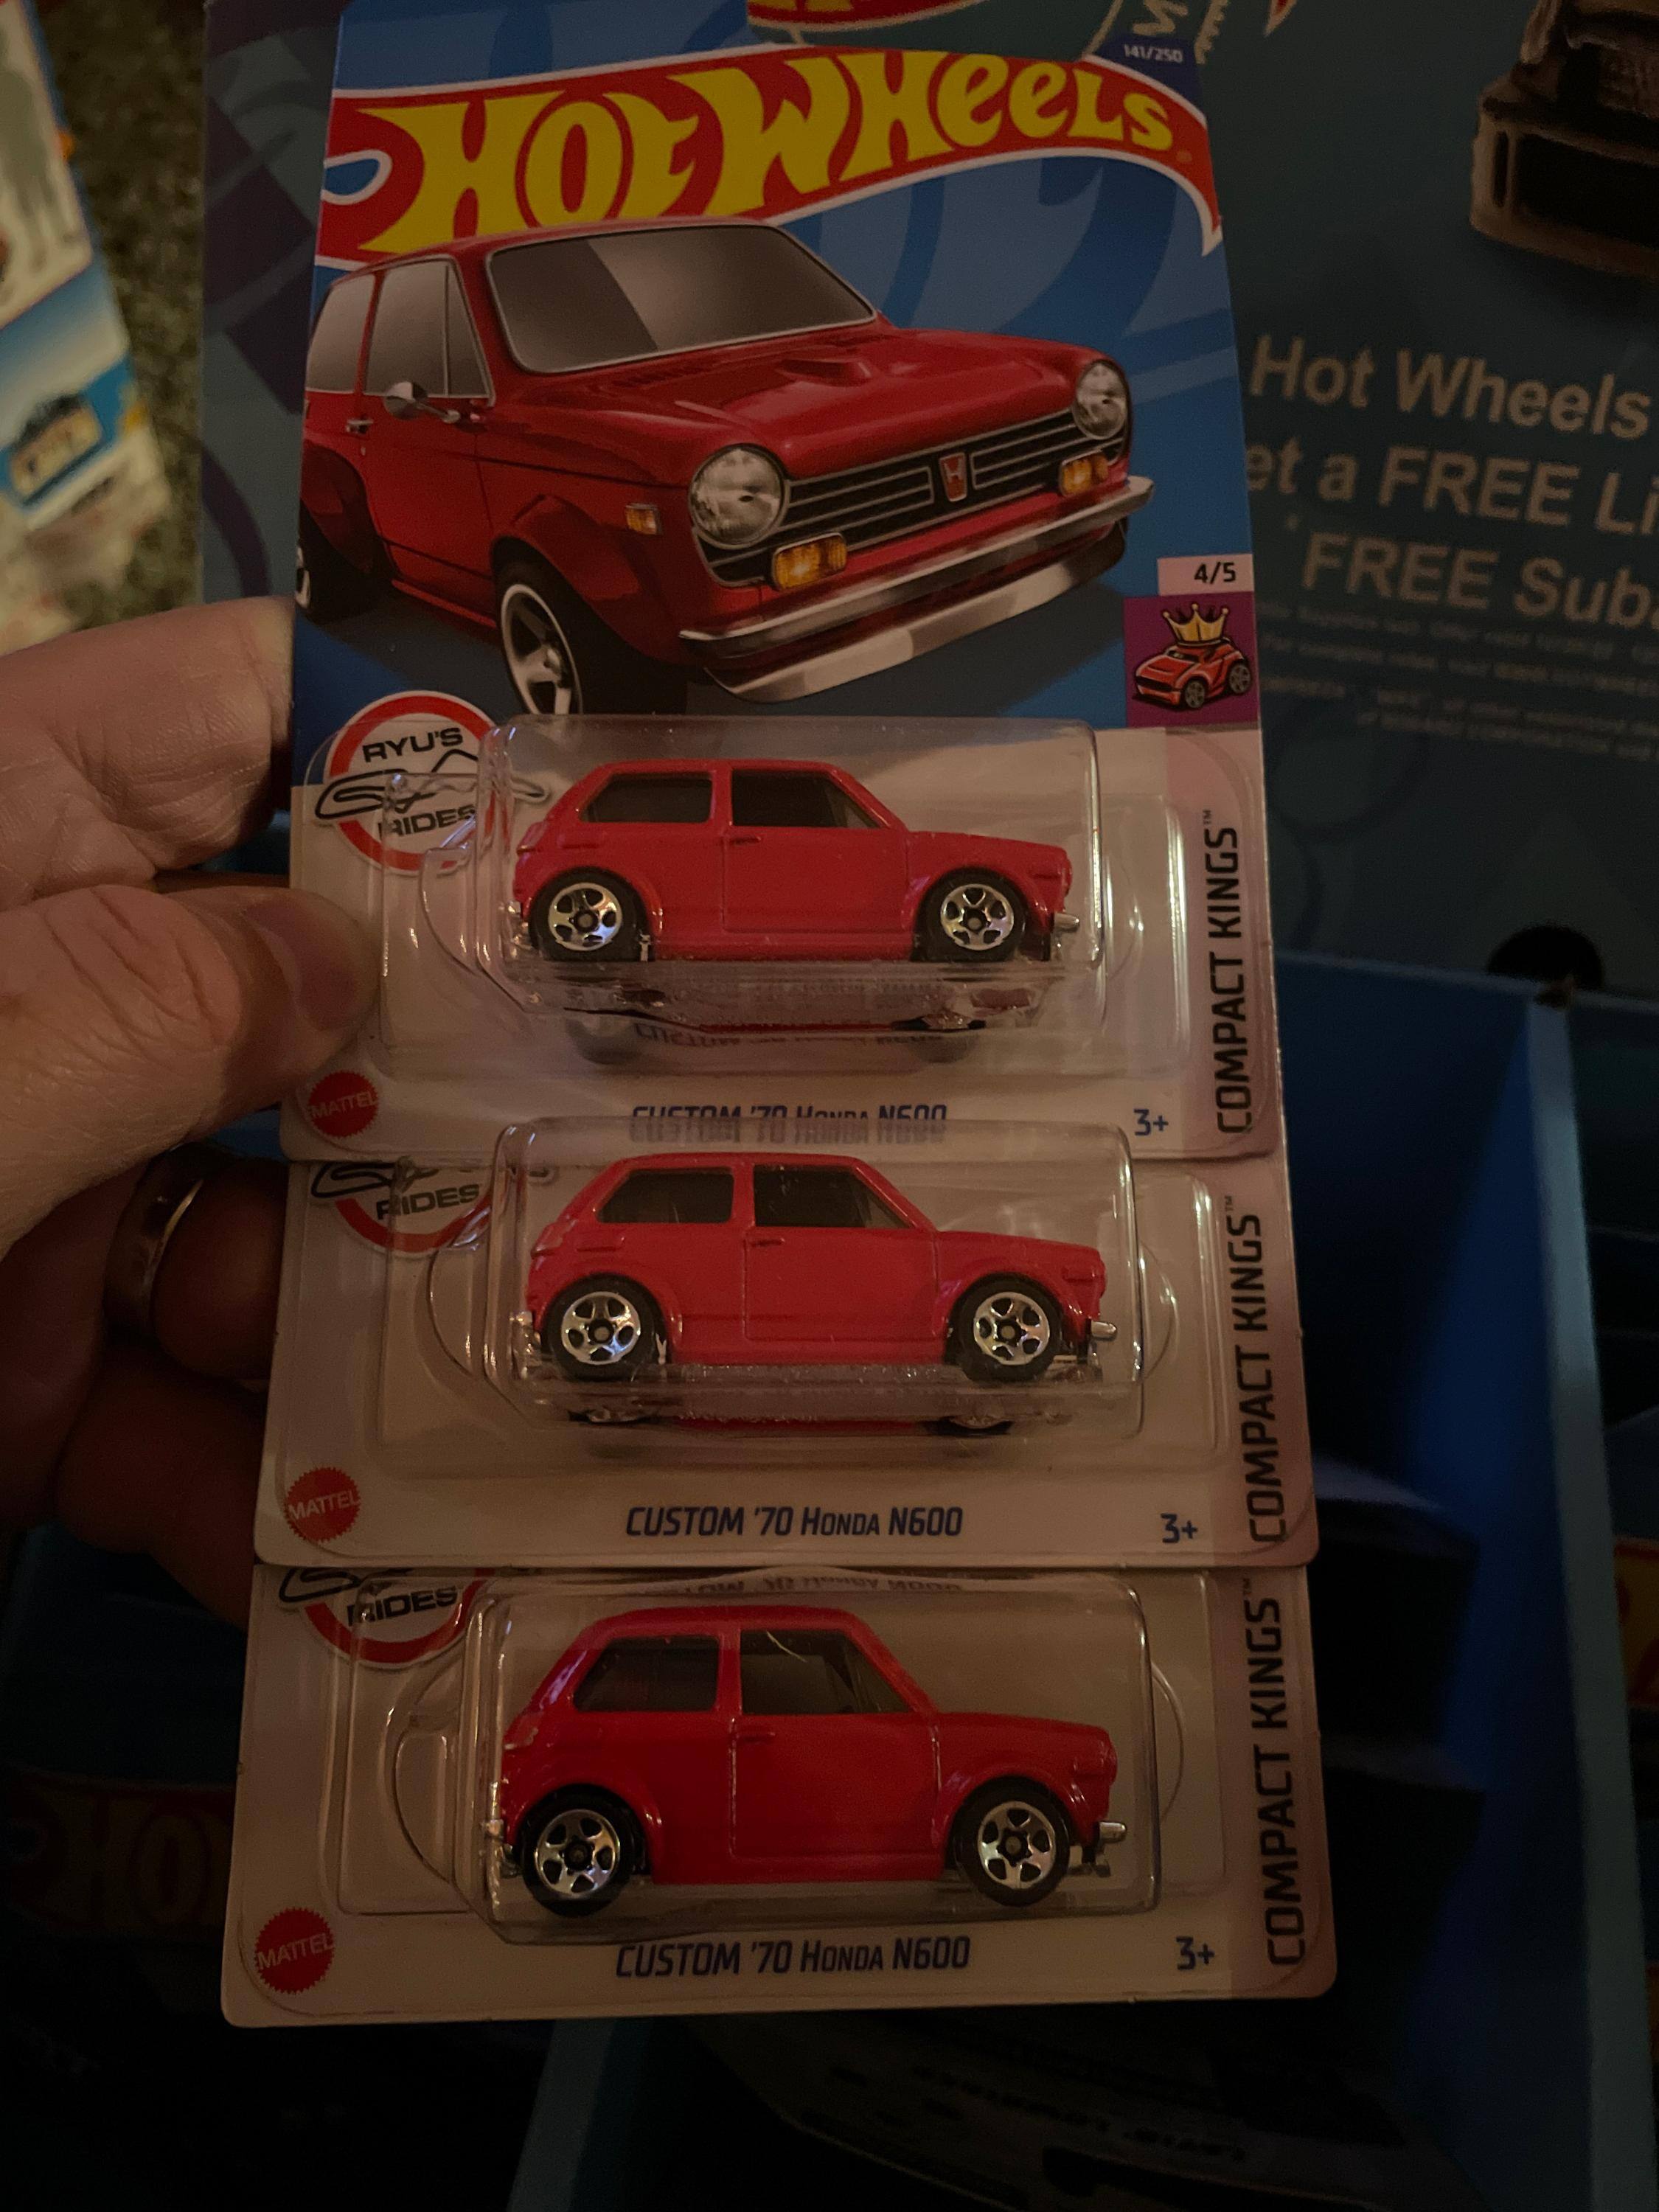 141/250
HOT WHEELS
Hot Wheels
et a FREE Li
FREE Suba
4/5
RYU'S
RIDES
COMPACT KINGS™
MATTEL
CUSTOM '70 HONDA N600
3+
RIDES
COMPACT KINGS™
MATTEL
CUSTOM '70 HONDA N600
3+
RIDES
COMPACT KINGS™
MATTEL
CUSTOM '70 HONDA N600
3+